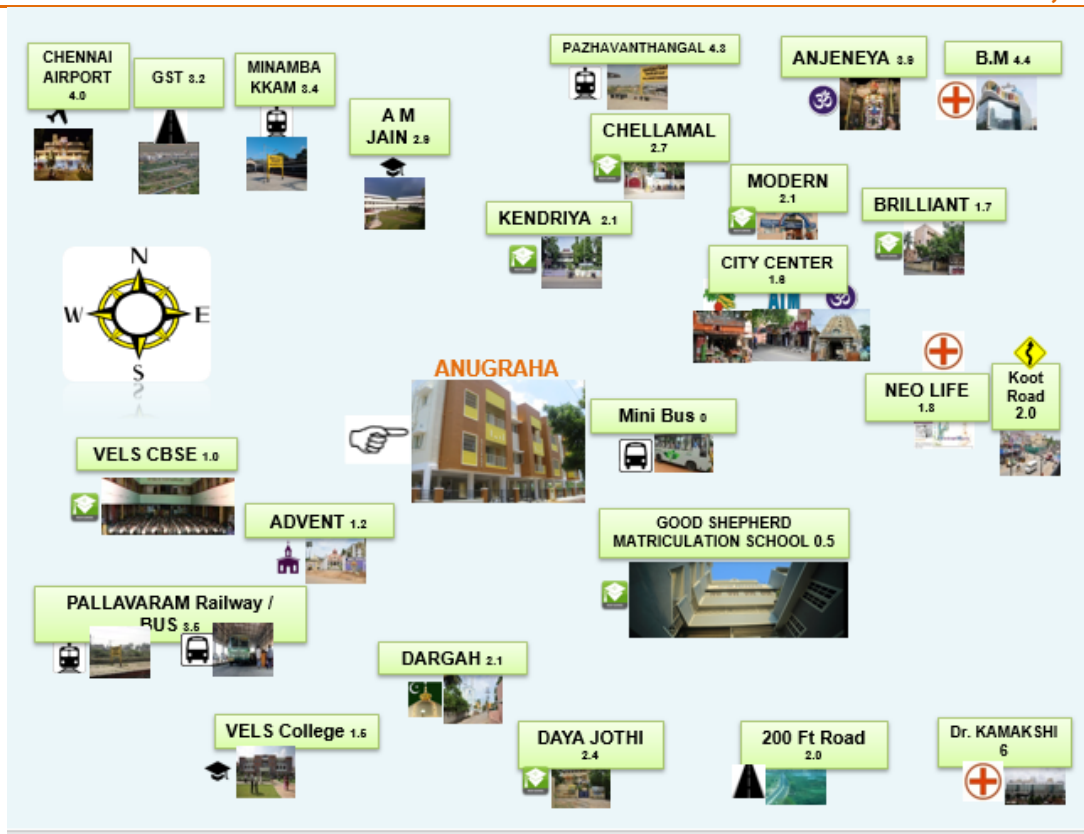 CHENNAI
AIRPORT
4.0
GST 3.2
MINAMBA
KKAM 3.4
A M
JAIN 2.9
PAZHAVANTHANGAL 4.3
ANJENEYA 3.9
B.M 4.4
CHELLAMAL
2.7
MODERN
2.1
BRILLIANT 1.7
KENDRIYA 2.1
CITY CENTER
1.6
ATM
N
W
E
S
ANUGRAHA
Mini Bus 0
NEO LIFE
1.8
Koot
Road
2.0
VELS CBSE 1.0
ADVENT 1.2
GOOD SHEPHERD
MATRICULATION SCHOOL 0.5
PALLAVARAM Railway /
BUS 3.5
DARGAH 2.1
VELS College 1.5
DAYA JOTHI
2.4
200 Ft Road
2.0
Dr. KAMAKSHI
6